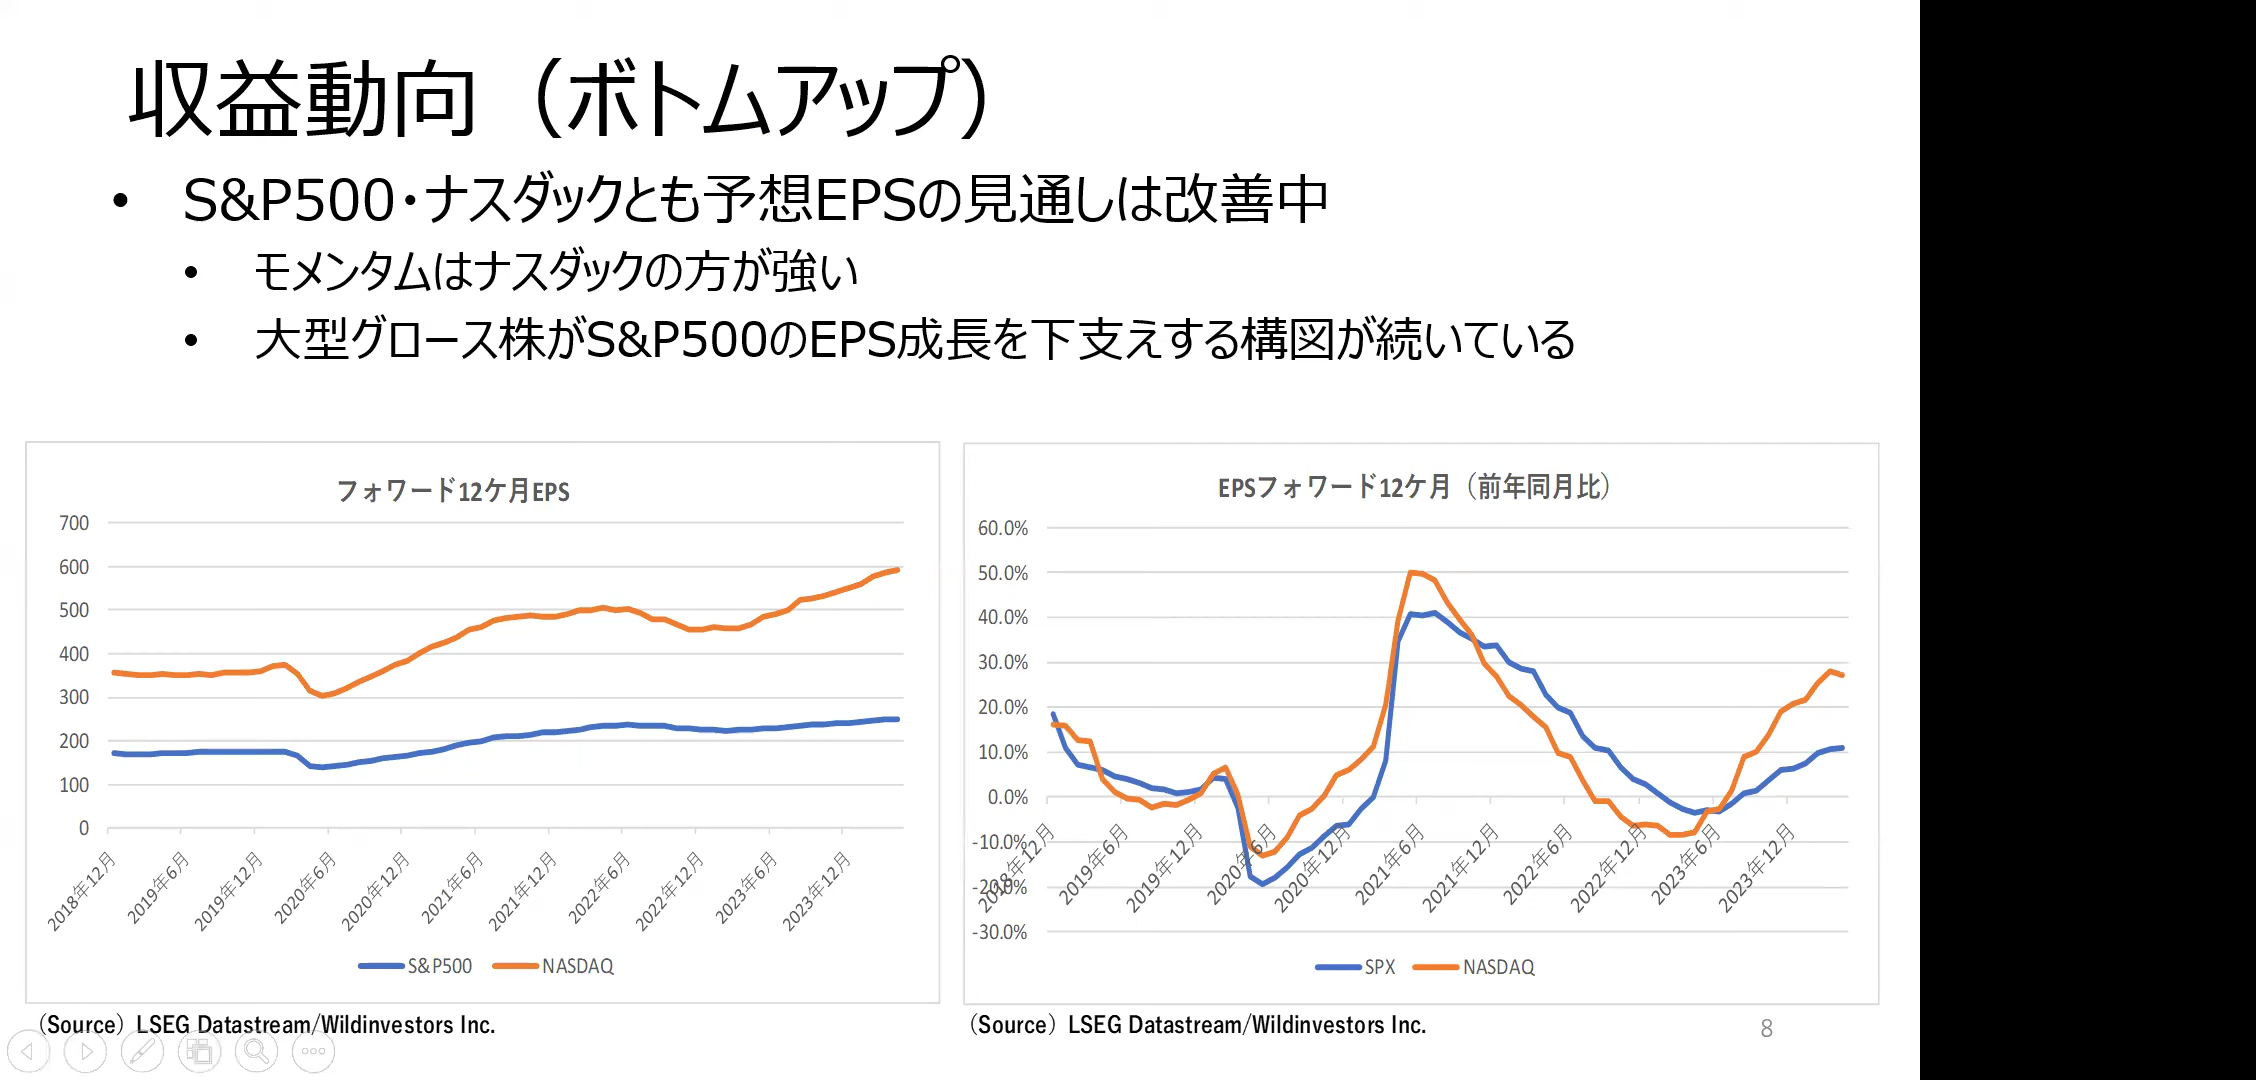 収益動向（ボトムアップ）
• S&P500・ナスダックとも予想EPSの見通しは改善中
• モメンタムはナスダックの方が強い
• 大型グロース株がS&P500のEPS成長を下支えする構図が続いている
フォワード12ケ月EPS
700
600
500
400
300
200
100
0
2018年12月
2019年6月
2019年12月
2020年6月
2020年12月
2021年6月
2021年12月
2022年6月
2022年12月
2023年6月
2023年12月
S&P500 NASDAQ
（Source）LSEG Datastream/Wildinvestors Inc.
EPSフォワード12ケ月（前年同月比）
60.0%
50.0%
40.0%
30.0%
20.0%
10.0%
0.0%
-10.0%
-20.0%
-30.0%
2018年12月
2019年6月
2019年12月
2020年6月
2020年12月
2021年6月
2021年12月
2022年6月
2022年12月
2023年6月
2023年12月
SPX NASDAQ
（Source）LSEG Datastream/Wildinvestors Inc.
8